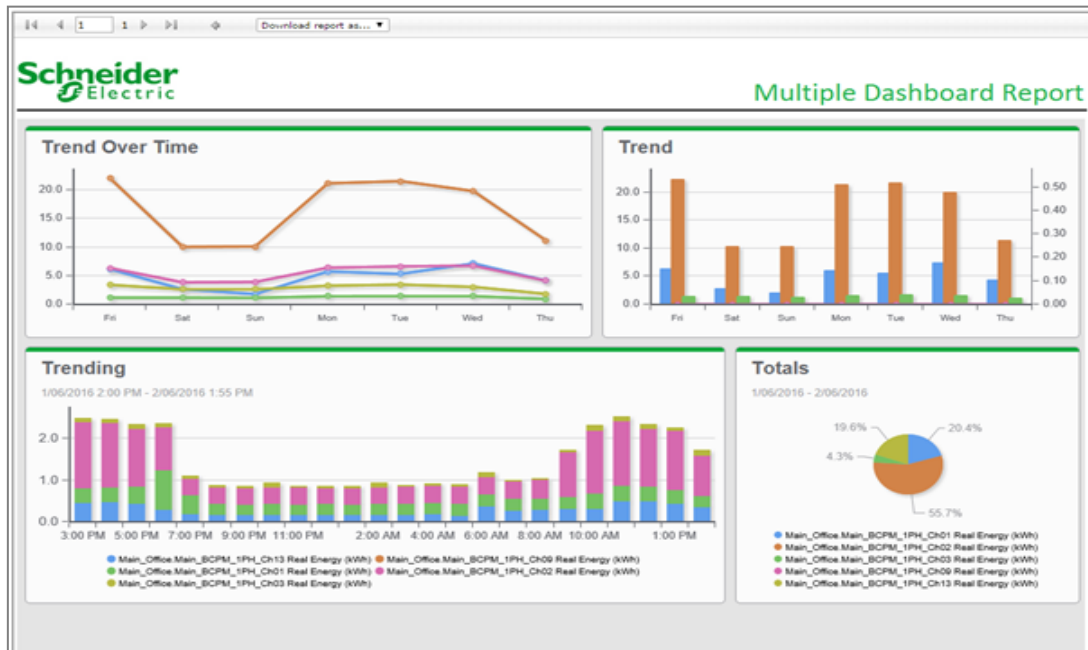 1 1 Download report as...
Schneider
Electric
Multiple Dashboard Report
Trend Over Time
20.0
15.0
10.0
5.0
0.0
Fri Sat Sun Mon Tue Wed Thu
Trend
20.0 0.50
15.0 0.40
10.0 0.30
0.20
5.0 0.10
0.0 0.00
Fri Sat Sun Mon Tue Wed Thu
Trending
1/06/2016 2:00 PM - 2/06/2016 1:55 PM
2.0
1.0
0.0
3:00 PM 5:00 PM 7:00 PM 9:00 PM 11:00 PM 2:00 AM 4:00 AM 6:00 AM 8:00 AM 10:00 AM 1:00 PM
Main_Office.Main_BCPM_1PH_Ch13 Real Energy (kWh) Main_Office.Main_BCPM_1PH_Ch09 Real Energy (kWh)
Main_Office.Main_BCPM_1PH_Ch01 Real Energy (kWh) Main_Office.Main_BCPM_1PH_Ch02 Real Energy (kWh)
Main_Office.Main_BCPM_1PH_Ch03 Real Energy (kWh)
Totals
1/06/2016 - 2/06/2016
19.6% 20.4%
4.3%
55.7%
Main_Office.Main_BCPM_1PH_Ch01 Real Energy (kWh)
Main_Office.Main_BCPM_1PH_Ch02 Real Energy (kWh)
Main_Office.Main_BCPM_1PH_Ch03 Real Energy (kWh)
Main_Office.Main_BCPM_1PH_Ch09 Real Energy (kWh)
Main_Office.Main_BCPM_1PH_Ch13 Real Energy (kWh)